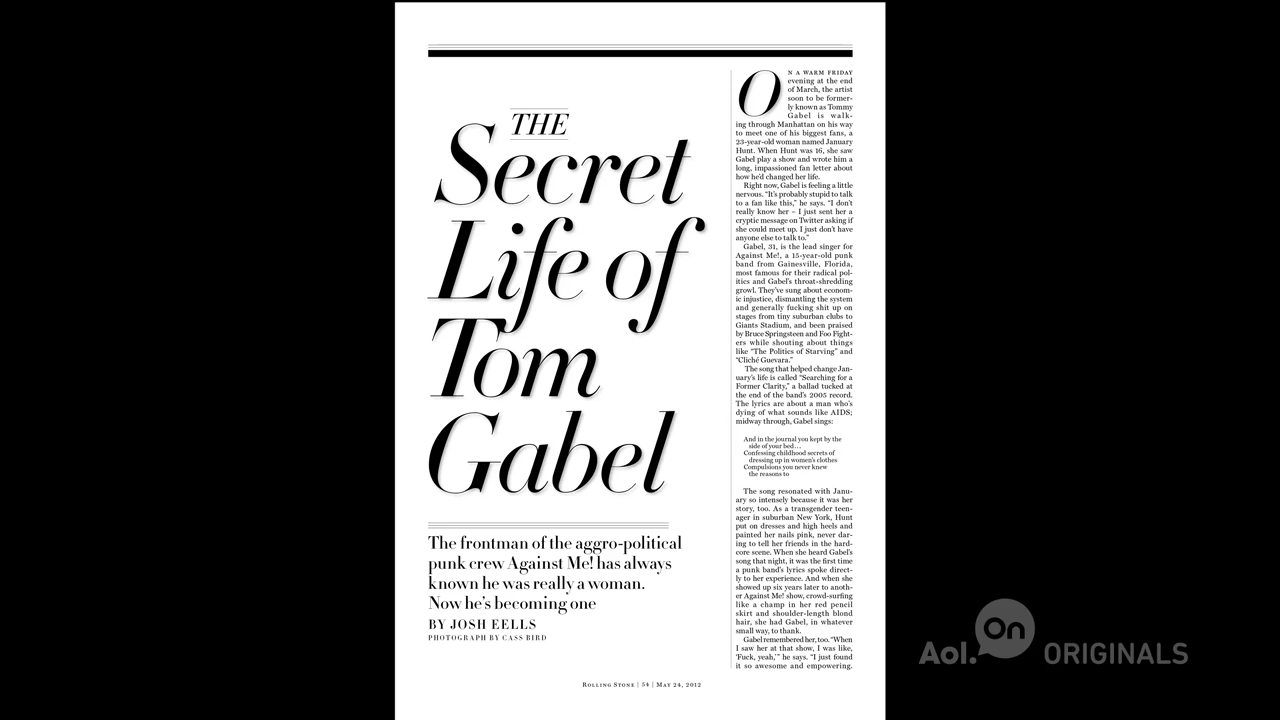 THE
Secret
Life of
Tom
Gabel
The frontman of the aggro-political
punk crew Against Me! has always
known he was really a woman.
Now he's becoming one
BY JOSH EELLS
PHOTOGRAPH BY CASS BIRD
ON A WARM FRIDAY
evening at the end
of March, the artist
soon to be former-
ly known as Tommy
Gabel is walk-
ing through Manhattan on his way
to meet one of his biggest fans, a
23-year-old woman named January
Hunt. When Hunt was 16, she saw
Gabel play a show and wrote him a
long, impassioned fan letter about
how he'd changed her life.
Right now, Gabel is feeling a little
nervous. "It's probably stupid to talk
to a fan like this," he says. "I don't
really know her – I just sent her a
cryptic message on Twitter asking if
she could meet up. I just don't have
anyone else to talk to."
Gabel, 31, is the lead singer for
Against Me!, a 15-year-old punk
band from Gainesville, Florida,
most famous for their radical pol-
itics and Gabel's throat-shredding
growl. They've sung about econom-
ic injustice, dismantling the system
and generally fucking shit up on
stages from tiny suburban clubs to
Giants Stadium, and been praised
by Bruce Springsteen and Foo Fight-
ers while shouting about things
like "The Politics of Starving" and
"Cliché Guevara."
The song that helped change Jan-
uary's life is called "Searching for a
Former Clarity," a ballad tucked at
the end of the band's 2005 record.
The lyrics are about a man who's
dying of what sounds like AIDS;
midway through, Gabel sings:
And in the journal you kept by the
side of your bed...
Confessing childhood secrets of
dressing up in women's clothes
Compulsions you never knew
the reasons to
The song resonated with Janu-
ary so intensely because it was her
story, too. As a transgender teen-
ager in suburban New York, Hunt
put on dresses and high heels and
painted her nails pink, never dar-
ing to tell her friends in the hard-
core scene. When she heard Gabel's
song that night, it was the first time
a punk band's lyrics spoke direct-
ly to her experience. And when she
showed up six years later to anoth-
er Against Me! show, crowd-surfing
like a champ in her red pencil
skirt and shoulder-length blond
hair, she had Gabel, in whatever
small way, to thank.
Gabel remembered her, too. "When
I saw her at that show, I was like,
'Fuck, yeah,'" he says. "I just found
it so awesome and empowering.
ROLLING STONE | 54 | MAY 24, 2012
Aol. On ORIGINALS